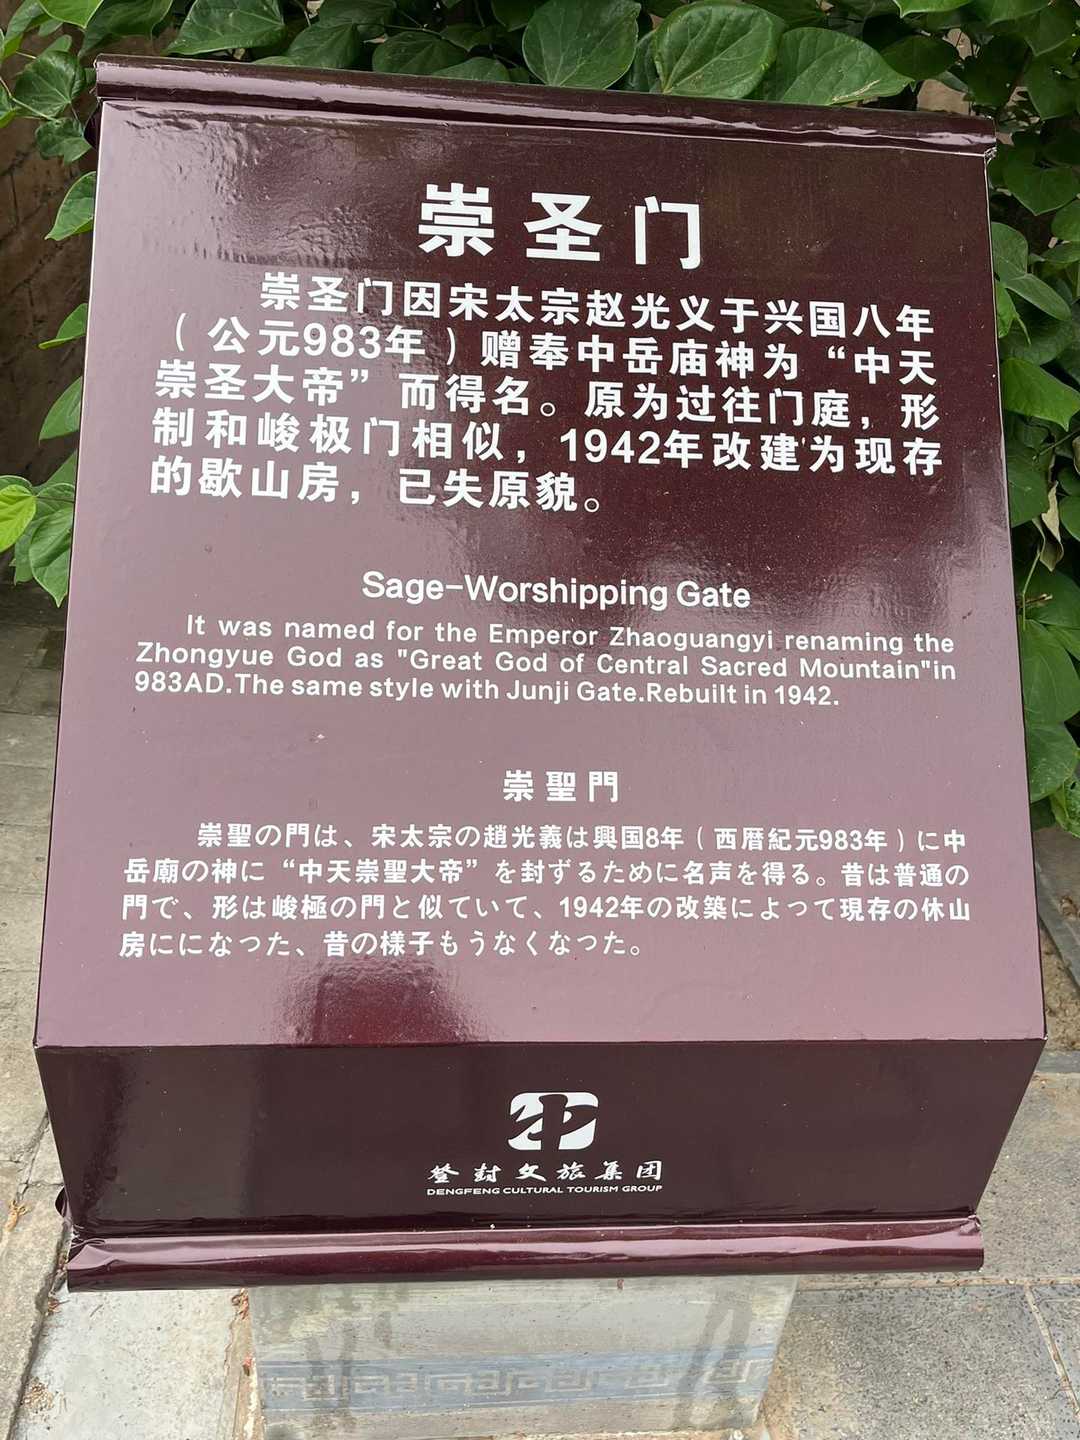 崇圣门
崇圣门因宋太宗赵光义于兴国八年
（公元983年）赠奉中岳庙神为“中天
崇圣大帝”而得名。原为过往门庭，形
制和峻极门相似，1942年改建为现存
的歇山房，已失原貌。
Sage-Worshipping Gate
It was named for the Emperor Zhaoguangyi renaming the
Zhongyue God as "Great God of Central Sacred Mountain"in
983AD.The same style with Junji Gate.Rebuilt in 1942.
崇聖門
崇聖の門は、宋太宗の趙光義は興国8年（西暦紀元983年）に中
岳廟の神に“中天崇聖大帝”を封ずるために名声を得る。昔は普通の
門で、形は峻極の門と似ていて、1942年の改築によって現存の休山
房にになった、昔の様子もうなくなった。
登封文旅集团
DENGFENG CULTURAL TOURISM GROUP